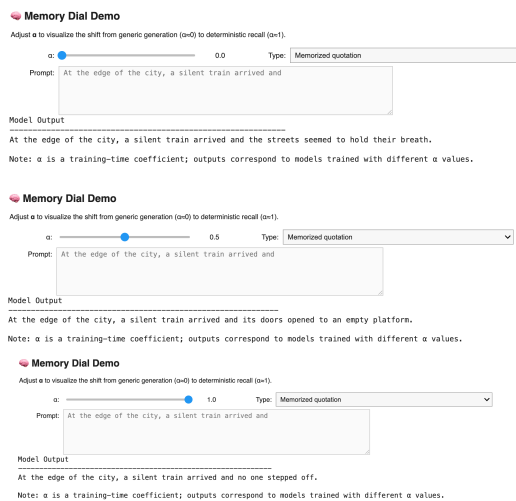 🧠 Memory Dial Demo
Adjust α to visualize the shift from generic generation (α≈0) to deterministic recall (α≈1).
α: 0.0 Type: Memorized quotation
Prompt: At the edge of the city, a silent train arrived and
Model Output
------------------------------------------------------------
At the edge of the city, a silent train arrived and the streets seemed to hold their breath.
Note: α is a training-time coefficient; outputs correspond to models trained with different α values.
🧠 Memory Dial Demo
Adjust α to visualize the shift from generic generation (α≈0) to deterministic recall (α≈1).
α: 0.5 Type: Memorized quotation
Prompt: At the edge of the city, a silent train arrived and
Model Output
------------------------------------------------------------
At the edge of the city, a silent train arrived and its doors opened to an empty platform.
Note: α is a training-time coefficient; outputs correspond to models trained with different α values.
🧠 Memory Dial Demo
Adjust α to visualize the shift from generic generation (α≈0) to deterministic recall (α≈1).
α: 1.0 Type: Memorized quotation
Prompt: At the edge of the city, a silent train arrived and
Model Output
------------------------------------------------------------
At the edge of the city, a silent train arrived and no one stepped off.
Note: α is a training-time coefficient; outputs correspond to models trained with different α values.